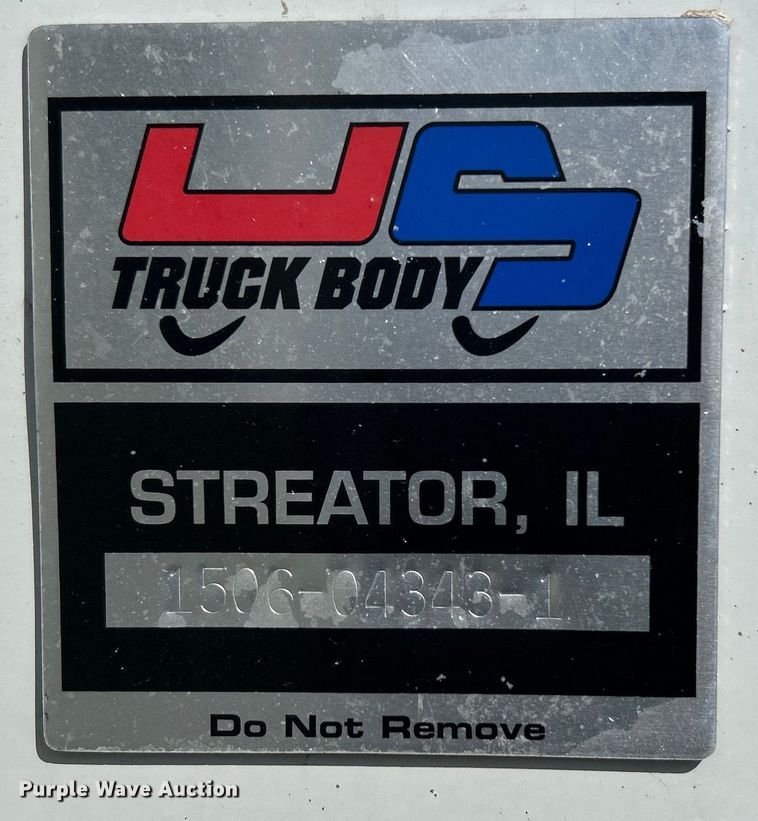 US
TRUCK BODY
STREATOR, IL
1506-04343-1
Do Not Remove
Purple Wave Auction